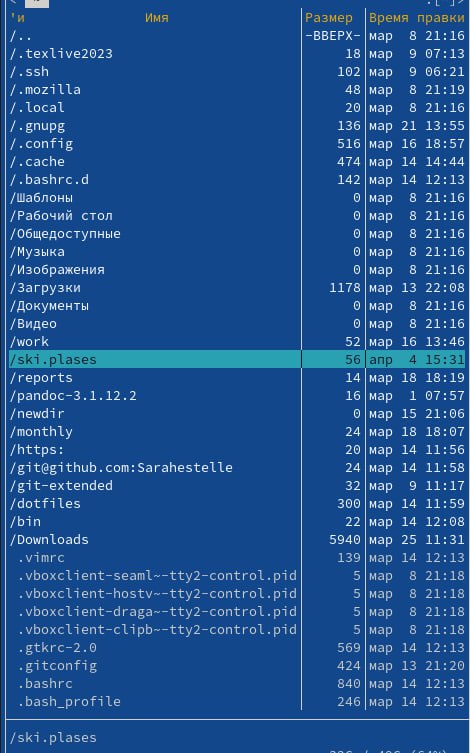 'и Имя Размер Время правки
/.. -ВВЕРХ- мар 8 21:16
/.texlive2023 18 мар 9 07:13
/.ssh 102 мар 9 06:21
/.mozilla 48 мар 8 21:19
/.local 20 мар 8 21:16
/.gnupg 136 мар 21 13:55
/.config 516 мар 16 18:57
/.cache 474 мар 14 14:44
/.bashrc.d 142 мар 14 12:13
/Шаблоны 0 мар 8 21:16
/Рабочий стол 0 мар 8 21:16
/Общедоступные 0 мар 8 21:16
/Музыка 0 мар 8 21:16
/Изображения 0 мар 8 21:16
/Загрузки 1178 мар 13 22:08
/Документы 0 мар 8 21:16
/Видео 0 мар 8 21:16
/work 52 мар 16 13:46
/ski.plases 56 апр 4 15:31
/reports 14 мар 18 18:19
/pandoc-3.1.12.2 16 мар 1 07:57
/newdir 0 мар 15 21:06
/monthly 24 мар 18 18:07
/https: 20 мар 14 11:56
/git@github.com:Sarahestelle 24 мар 14 11:58
/git-extended 32 мар 9 11:17
/dotfiles 300 мар 14 11:59
/bin 22 мар 14 12:08
/Downloads 5940 мар 25 11:31
.vimrc 139 мар 14 12:13
.vboxclient-seaml~-tty2-control.pid 5 мар 8 21:18
.vboxclient-hostv~-tty2-control.pid 5 мар 8 21:18
.vboxclient-draga~-tty2-control.pid 5 мар 8 21:18
.vboxclient-clipb~-tty2-control.pid 5 мар 8 21:18
.gtkrc-2.0 569 мар 14 12:13
.gitconfig 424 мар 13 21:20
.bashrc 840 мар 14 12:13
.bash_profile 246 мар 14 12:13
/ski.plases